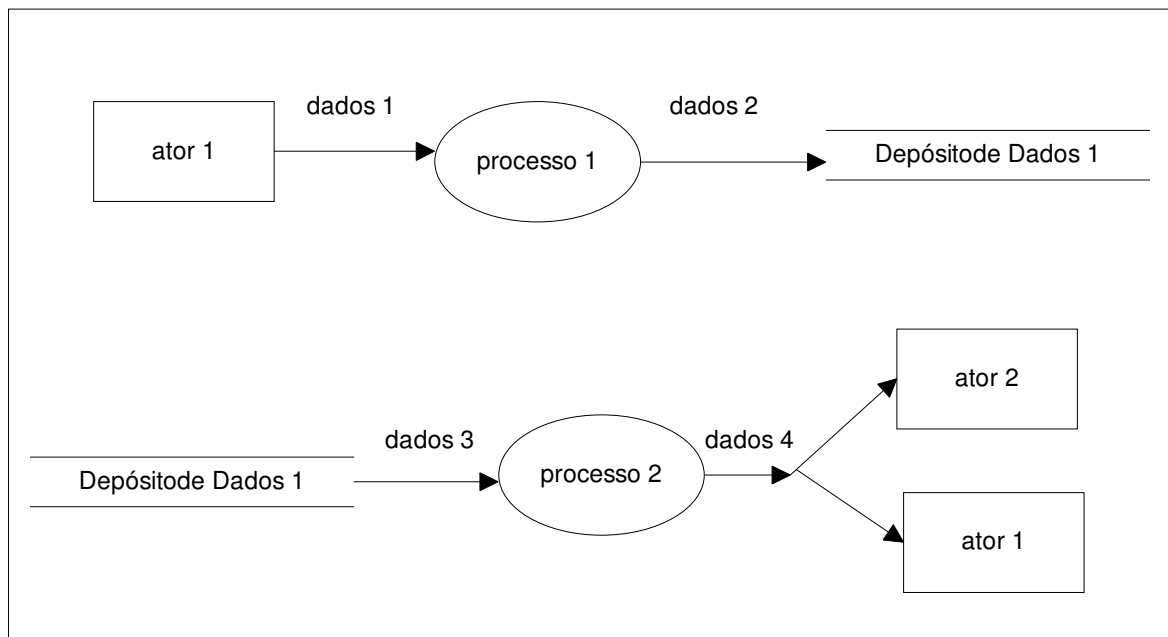 dados 1
dados 2
ator 1
processo 1
Depósitode Dados 1
ator 2
dados 3
dados 4
Depósitode Dados 1
processo 2
ator 1